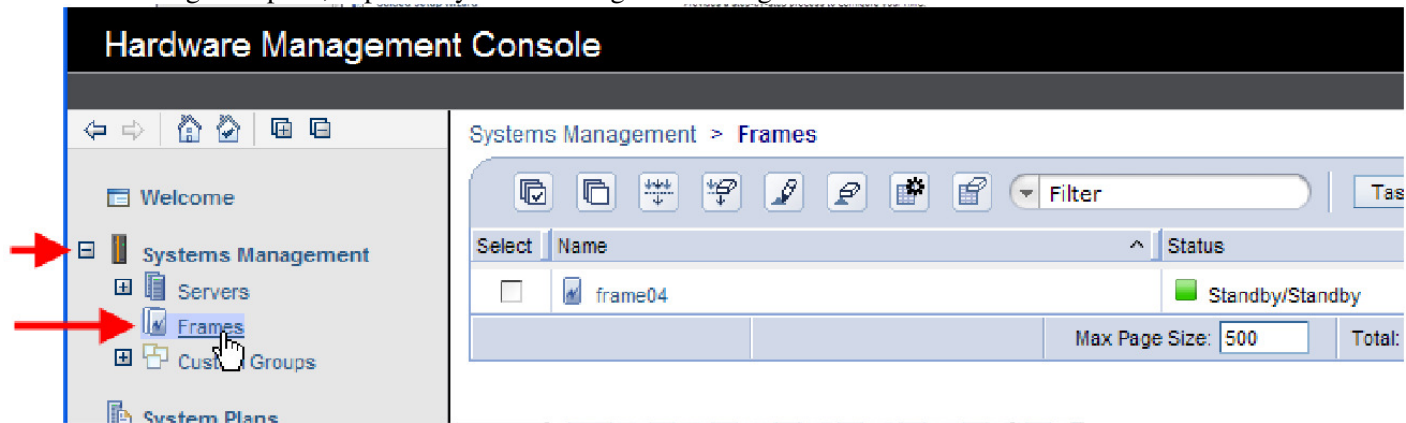 Hardware Management Console
Systems Management > Frames
Welcome
Filter
Tas
Systems Management
Select Name ^ Status
Servers
frame04 Standby/Standby
Frames
Max Page Size: 500 Total:
Groups
System Plans